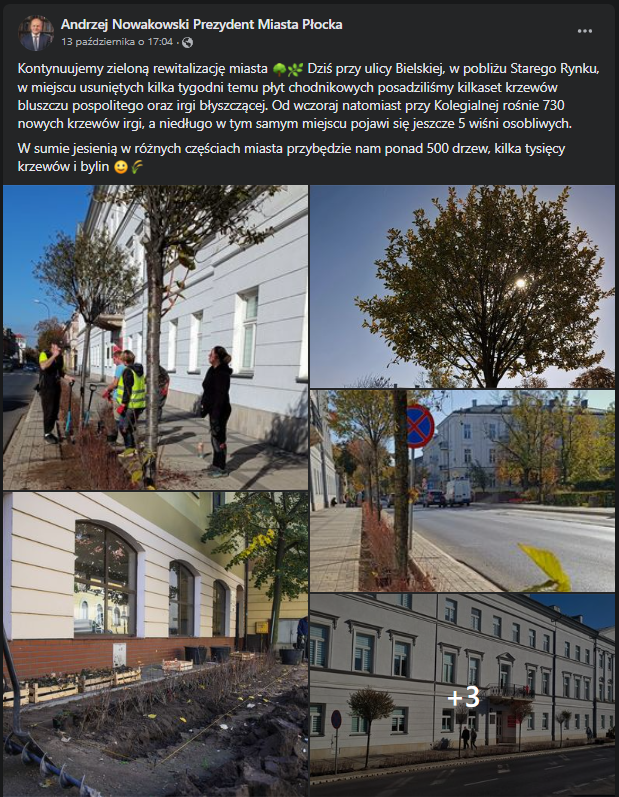 Andrzej Nowakowski Prezydent Miasta Płocka
13 października o 17:04 ·
Kontynuujemy zieloną rewitalizację miasta 🌳🌿 Dziś przy ulicy Bielskiej, w pobliżu Starego Rynku,
w miejscu usuniętych kilka tygodni temu płyt chodnikowych posadziliśmy kilkaset krzewów
bluszczu pospolitego oraz irgi błyszczącej. Od wczoraj natomiast przy Kolegialnej rośnie 730
nowych krzewów irgi, a niedługo w tym samym miejscu pojawi się jeszcze 5 wiśni osobliwych.
W sumie jesienią w różnych częściach miasta przybędzie nam ponad 500 drzew, kilka tysięcy
krzewów i bylin 😀🌾
+3